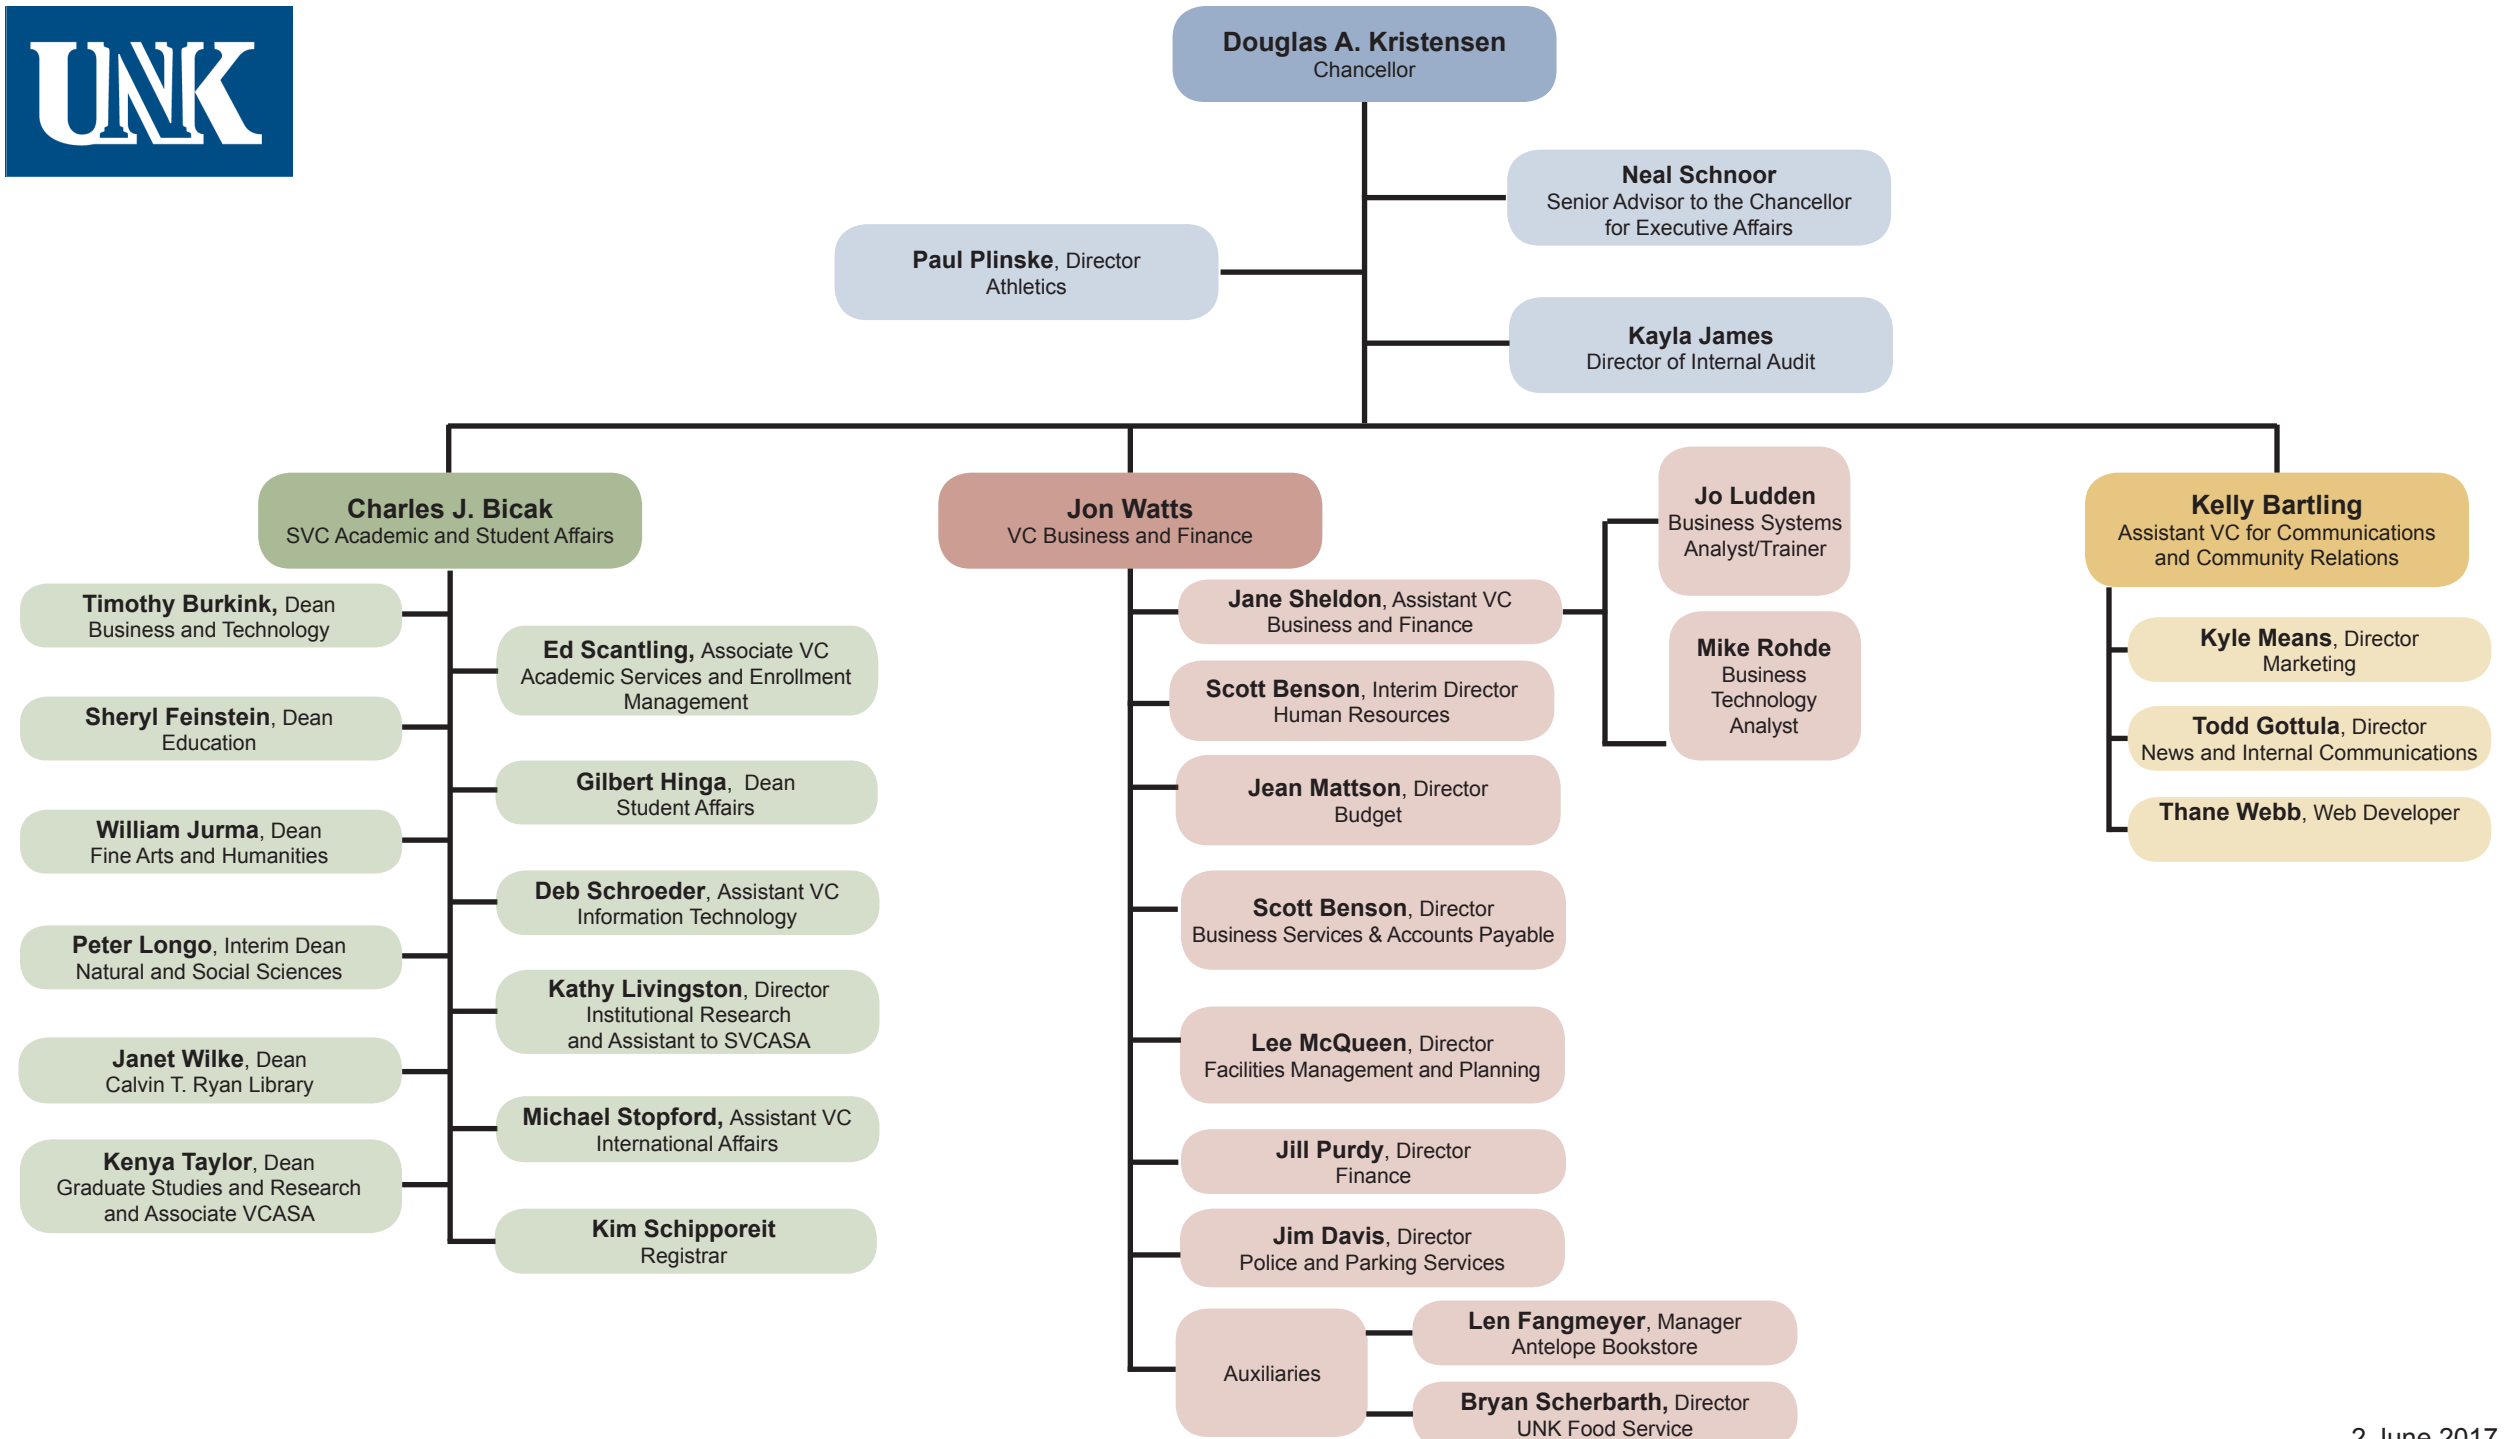 UNK
Douglas A. Kristensen
Chancellor
Neal Schnoor
Senior Advisor to the Chancellor
for Executive Affairs
Paul Plinske, Director
Athletics
Kayla James
Director of Internal Audit
Charles J. Bicak
SVC Academic and Student Affairs
Timothy Burkink, Dean
Business and Technology
Ed Scantling, Associate VC
Academic Services and Enrollment
Management
Sheryl Feinstein, Dean
Education
Gilbert Hinga, Dean
Student Affairs
William Jurma, Dean
Fine Arts and Humanities
Deb Schroeder, Assistant VC
Information Technology
Peter Longo, Interim Dean
Natural and Social Sciences
Kathy Livingston, Director
Institutional Research
and Assistant to SVCASA
Janet Wilke, Dean
Calvin T. Ryan Library
Michael Stopford, Assistant VC
International Affairs
Kenya Taylor, Dean
Graduate Studies and Research
and Associate VCASA
Kim Schipporeit
Registrar
Jon Watts
VC Business and Finance
Jane Sheldon, Assistant VC
Business and Finance
Jo Ludden
Business Systems
Analyst/Trainer
Mike Rohde
Business
Technology
Analyst
Scott Benson, Interim Director
Human Resources
Jean Mattson, Director
Budget
Scott Benson, Director
Business Services & Accounts Payable
Lee McQueen, Director
Facilities Management and Planning
Jill Purdy, Director
Finance
Jim Davis, Director
Police and Parking Services
Auxiliaries
Len Fangmeyer, Manager
Antelope Bookstore
Bryan Scherbarth, Director
UNK Food Service
Kelly Bartling
Assistant VC for Communications
and Community Relations
Kyle Means, Director
Marketing
Todd Gottula, Director
News and Internal Communications
Thane Webb, Web Developer
2 June 2017